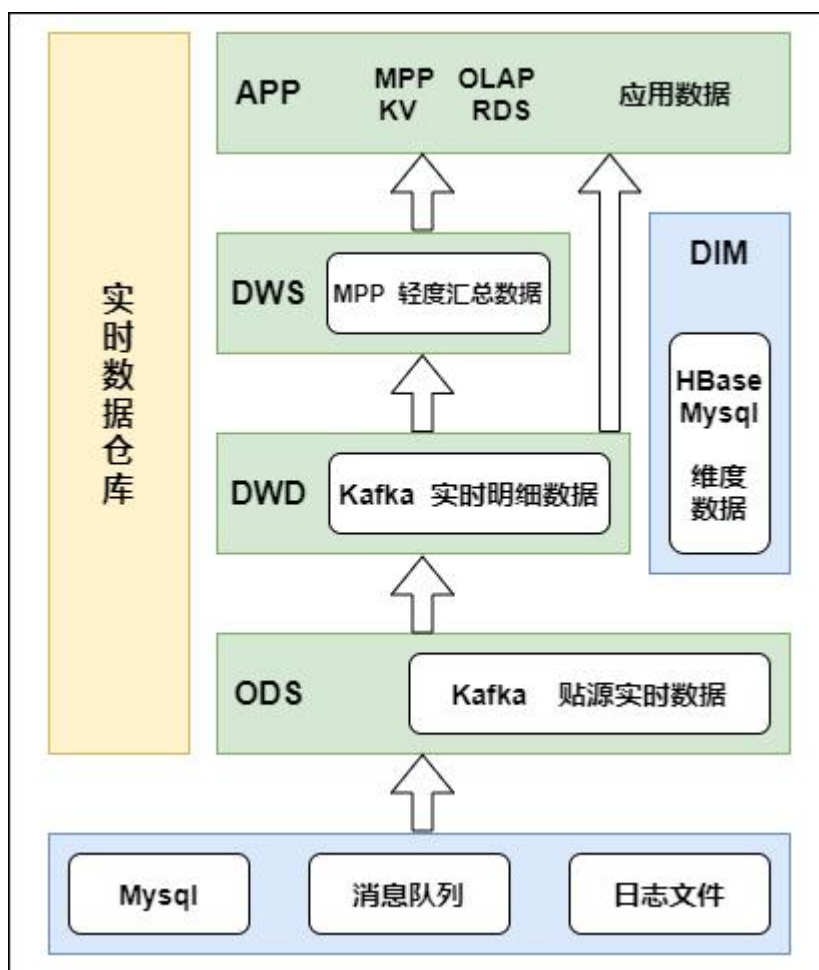 实时数据仓库
APP
MPP OLAP
KV RDS
应用数据
DWS
MPP 轻度汇总数据
DIM
HBase
Mysql
维度
数据
DWD
Kafka 实时明细数据
ODS
Kafka 贴源实时数据
Mysql
消息队列
日志文件